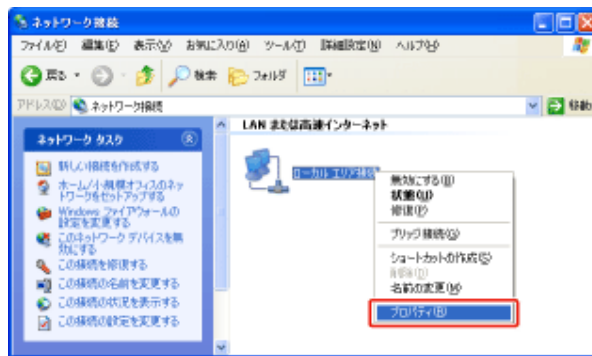 ネットワーク接続
ファイル(F) 編集(E) 表示(V) お気に入り(A) ツール(T) 詳細設定(N) ヘルプ(H)
戻る 検索 フォルダ
アドレス(D) ネットワーク接続 移動
ネットワーク タスク
新しい接続を作成する
ホーム/小規模オフィスのネットワークをセットアップする
Windows ファイアウォールの設定を変更する
このネットワーク デバイスを無効にする
この接続を修復する
この接続の名前を変更する
この接続の状況を表示する
この接続の設定を変更する
LAN または高速インターネット
ローカル エリア接続
無効にする(B)
状態(U)
修復(P)
ブリッジ接続(G)
ショートカットの作成(S)
削除(D)
名前の変更(M)
プロパティ(R)